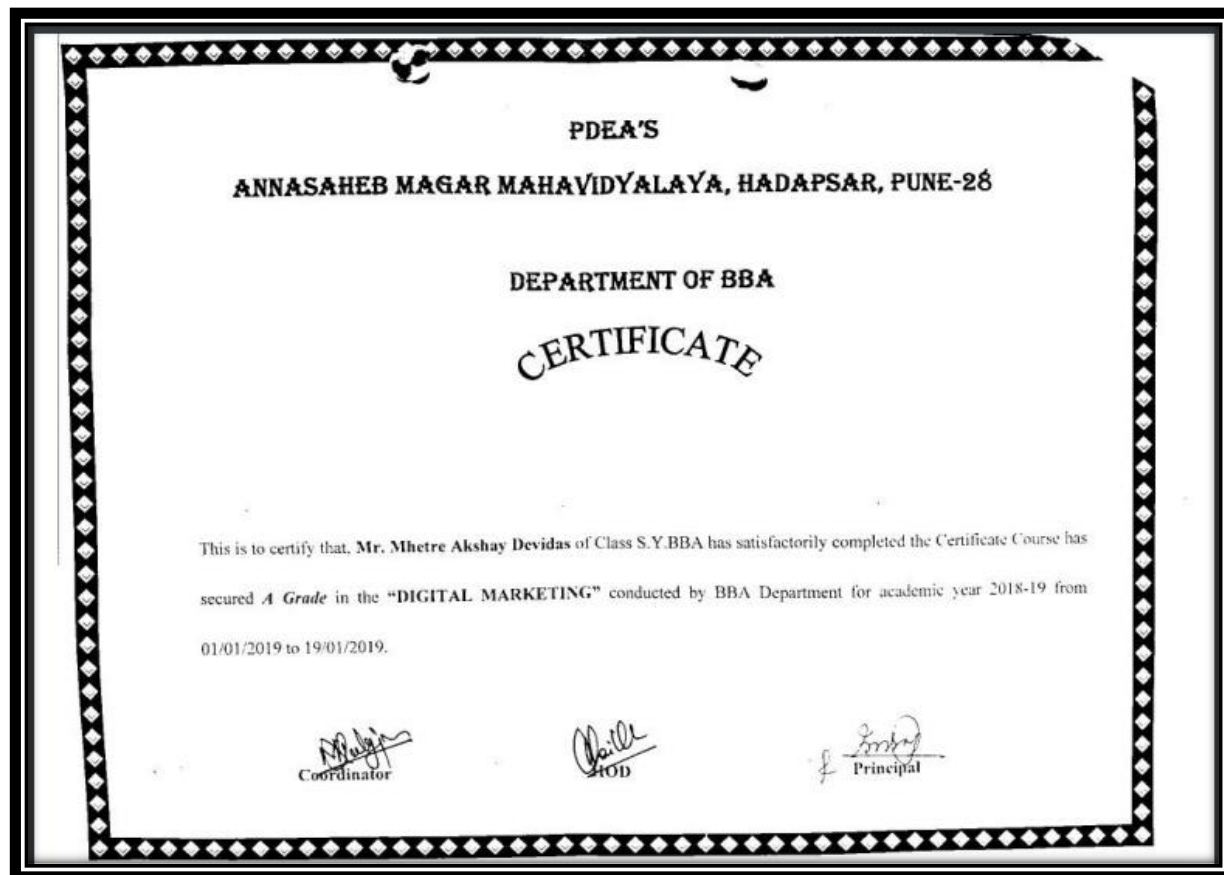 PDEA'S
ANNASAHEB MAGAR MAHAVIDYALAYA, HADAPSAR, PUNE-28
DEPARTMENT OF BBA
CERTIFICATE
This is to certify that. Mr. Mhetre Akshay Devidas of Class S.Y.BBA has satisfactorily completed the Certificate Course has
secured A Grade in the “DIGITAL MARKETING” conducted by BBA Department for academic year 2018-19 from
01/01/2019 to 19/01/2019.
Coordinator HOD Principal